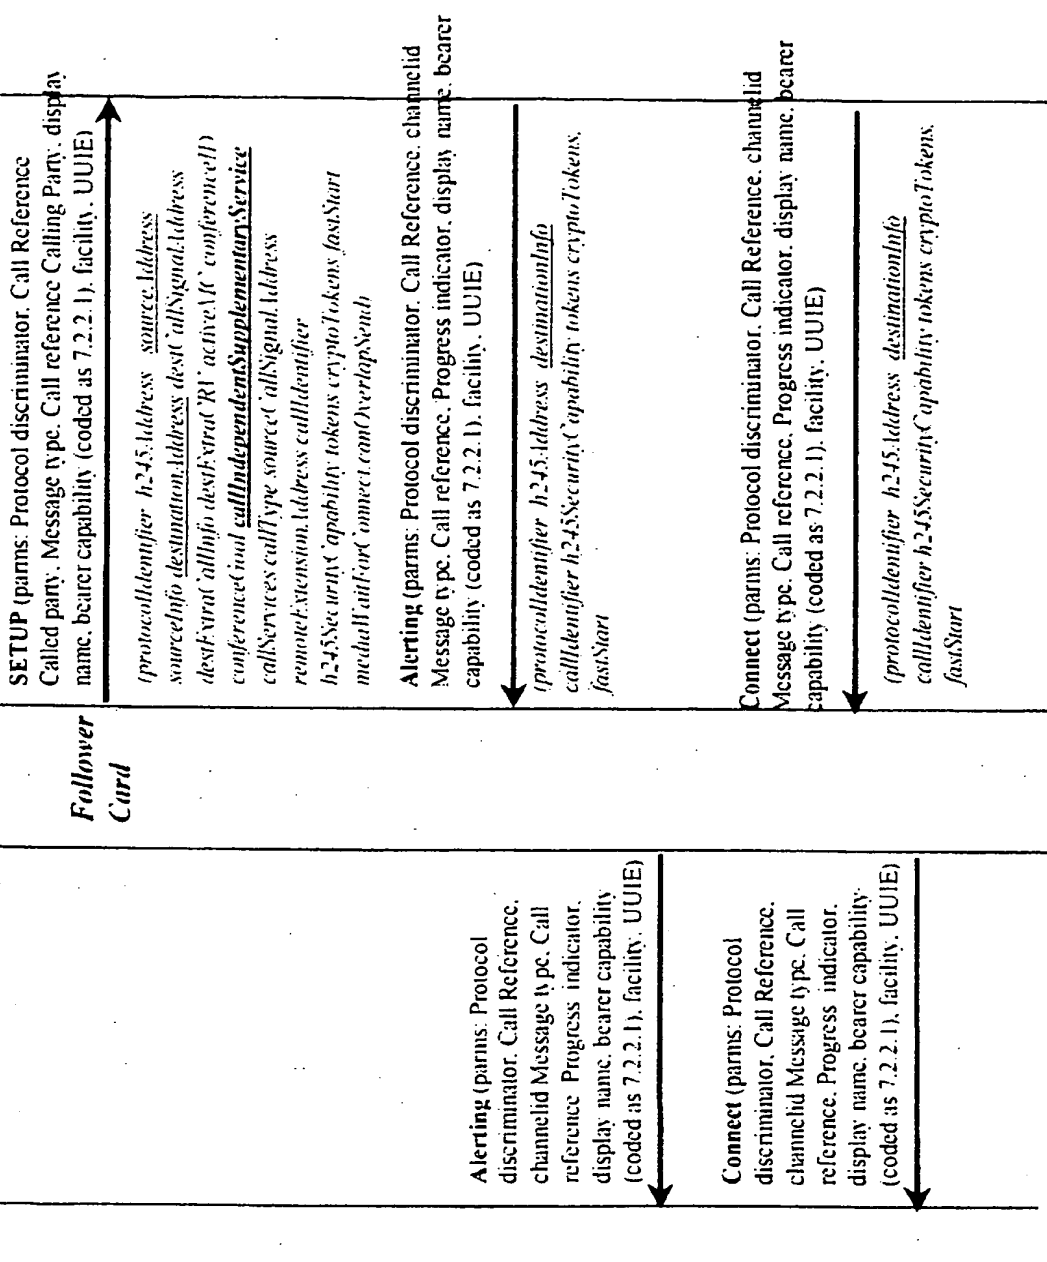 SETUP (parms: Protocol discriminator, Call Reference
Called party. Message type. Call reference Calling Party. display
name. bearer capability (coded as 7.2.2.1). facility. UUIE)
(protocolIdentifier h245Address sourceAddress
sourceInfo destinationAddress destCallSignalAddress
destExtraCallInfo destExtraCRV activeMC conferenceID
conferenceGoal callIndependentSupplementaryService
callServices callType sourceCallSignalAddress
remoteExtensionAddress callIdentifier
h245SecurityCapability tokens cryptoTokens fastStart
mediaWaitForConnect canOverlapSend)
Follower
Card
Alerting (parms: Protocol discriminator. Call Reference. channelid
Message type. Call reference. Progress indicator. display name. bearer
capability (coded as 7.2.2.1). facility. UUIE)
(protocolIdentifier h245Address destinationInfo
callIdentifier h245SecurityCapability tokens cryptoTokens.
fastStart
Connect (parms: Protocol discriminator. Call Reference. channelid
Message type. Call reference. Progress indicator. display name. bearer
capability (coded as 7.2.2.1). facility. UUIE)
(protocolIdentifier h245Address destinationInfo
callIdentifier h245SecurityCapability tokens cryptoTokens.
fastStart
Alerting (parms: Protocol
discriminator. Call Reference.
channelid Message type. Call
reference Progress indicator.
display name. bearer capability
(coded as 7.2.2.1). facility. UUIE)
Connect (parms: Protocol
discriminator. Call Reference.
channelid Message type. Call
reference. Progress indicator.
display name. bearer capability
(coded as 7.2.2.1). facility. UUIE)